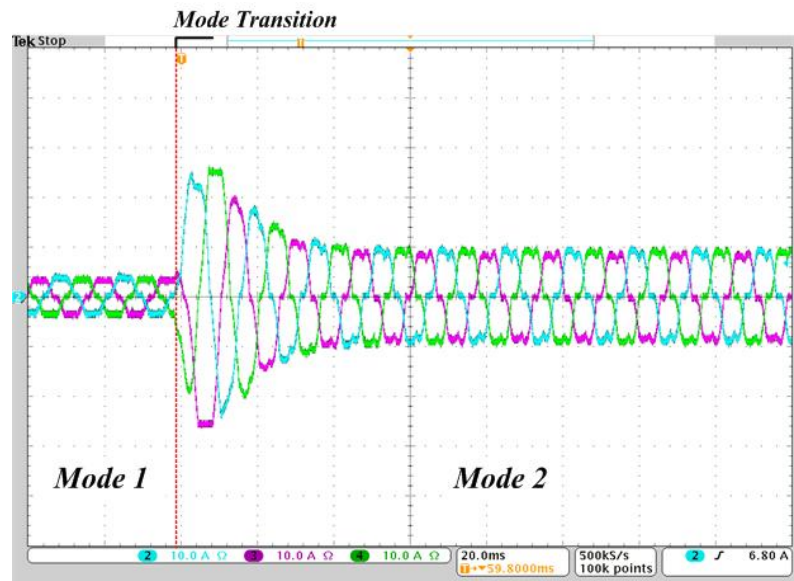 Mode Transition
Tek Stop
T
2
Mode 1
Mode 2
2 10.0 A Ω 3 10.0 A Ω 4 10.0 A Ω 20.0ms 500kS/s 2 6.80 A
T 59.8000ms 100k points